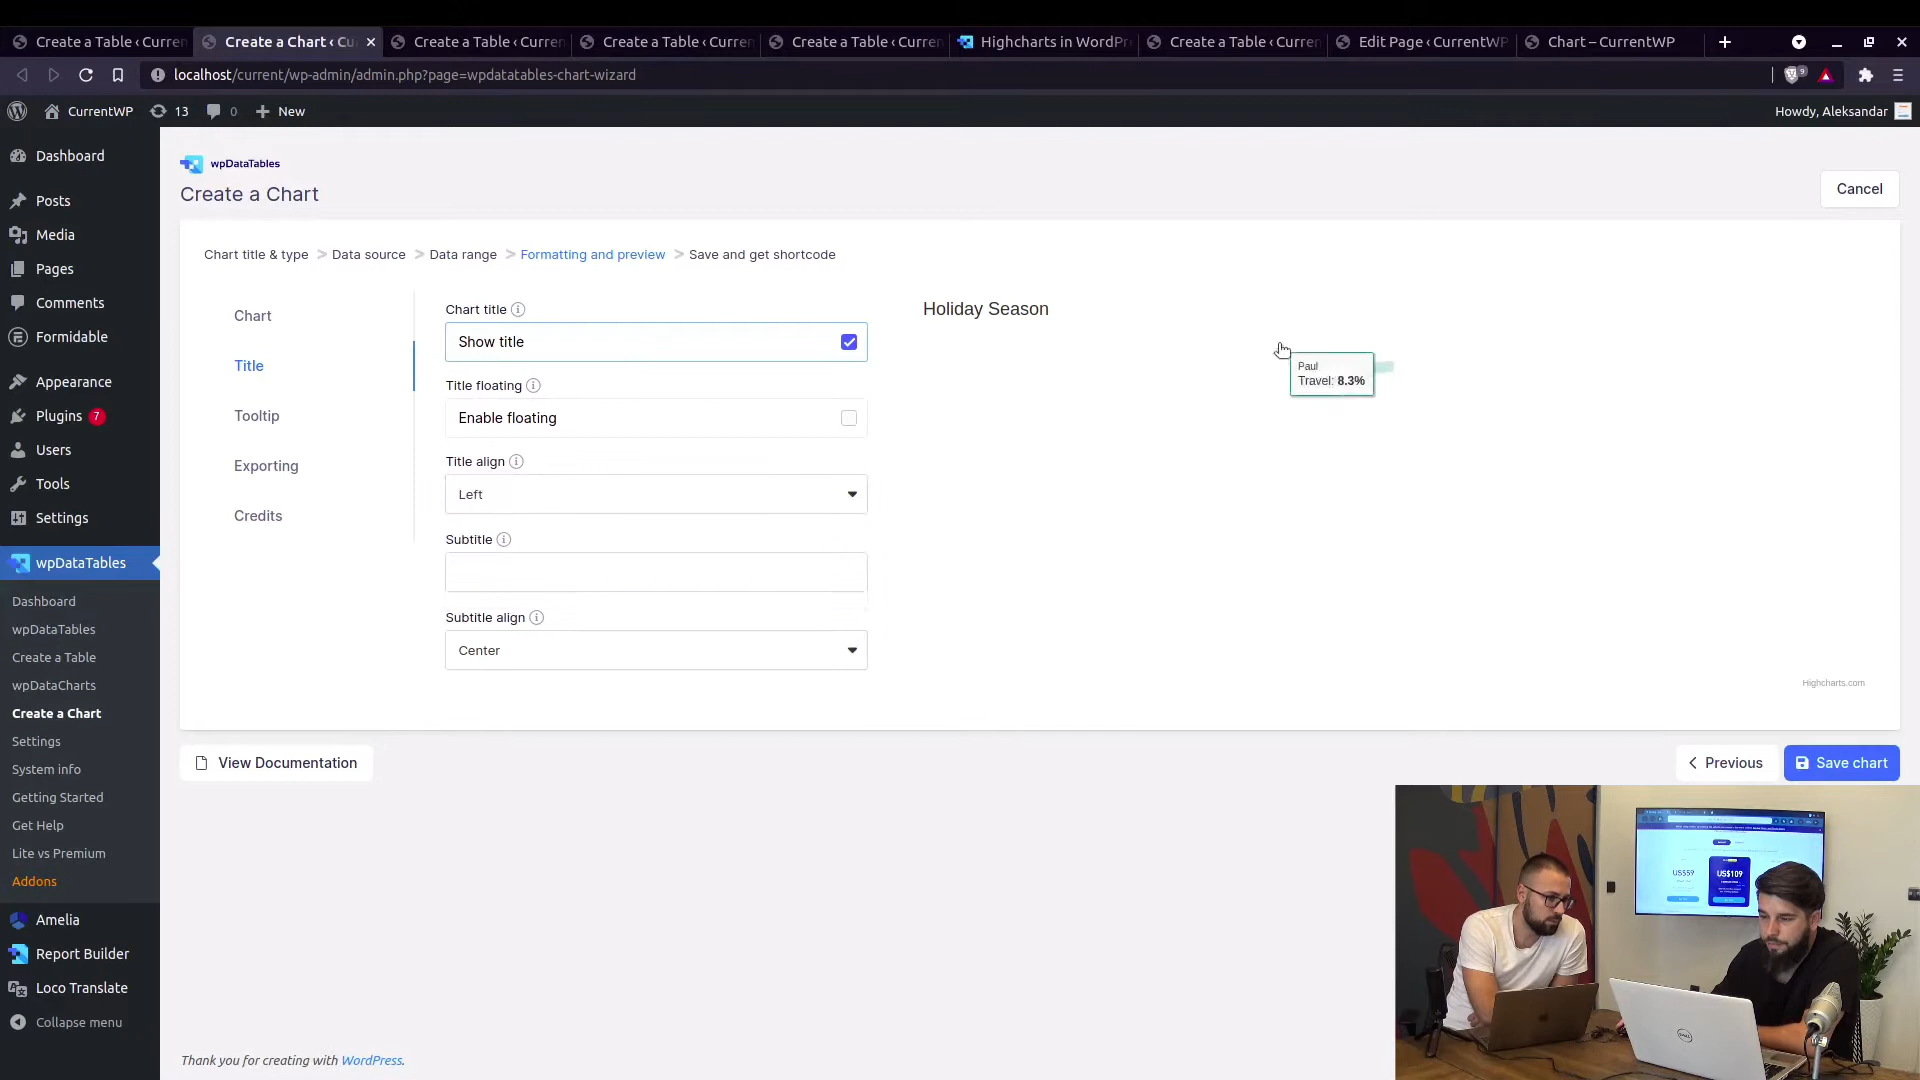 Create a Table ‹ Curren
Create a Chart ‹ Cu
Create a Table ‹ Curren
Create a Table ‹ Curren
Create a Table ‹ Curren
Highcharts in WordPr
Create a Table ‹ Curren
Edit Page ‹ CurrentWP
Chart – CurrentWP
localhost/current/wp-admin/admin.php?page=wpdatatables-chart-wizard
9
CurrentWP
13
0
New
Howdy, Aleksandar
Dashboard
Posts
Media
Pages
Comments
Formidable
Appearance
Plugins 7
Users
Tools
Settings
wpDataTables
Dashboard
wpDataTables
Create a Table
wpDataCharts
Create a Chart
Settings
System info
Getting Started
Get Help
Lite vs Premium
Addons
Amelia
Report Builder
Loco Translate
Collapse menu
wpDataTables
Create a Chart
Cancel
Chart title & type > Data source > Data range > Formatting and preview > Save and get shortcode
Chart
Title
Tooltip
Exporting
Credits
Chart title
Show title
Title floating
Enable floating
Title align
Left
Subtitle
Subtitle align
Center
Holiday Season
Paul
Travel: 8.3%
Highcharts.com
View Documentation
Previous
Save chart
US$59
US$109
DELL
Thank you for creating with WordPress.